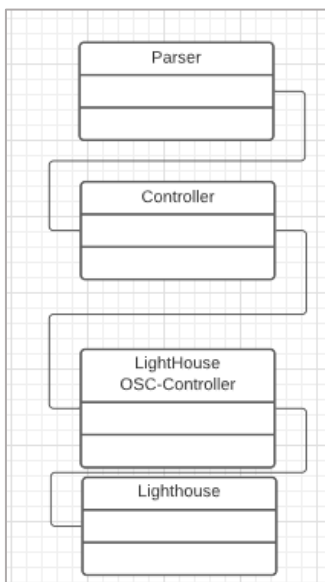 Parser
Controller
LightHouse
OSC-Controller
Lighthouse